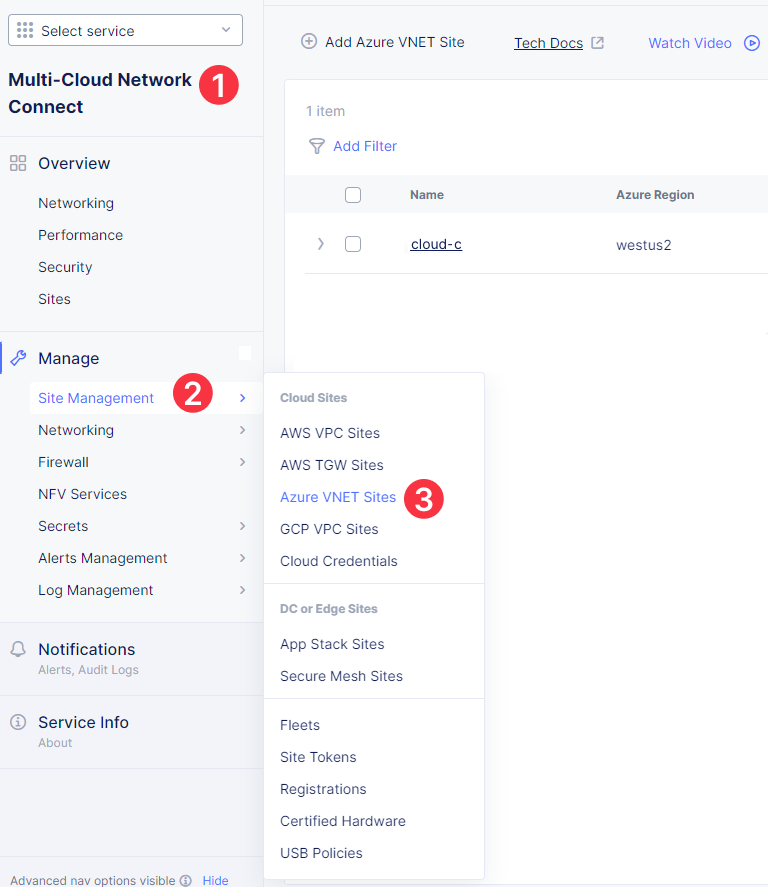 Select service
Multi-Cloud Network
Connect
1
Overview
Networking
Performance
Security
Sites
Manage
Site Management
2
Networking
Firewall
NFV Services
Secrets
Alerts Management
Log Management
Notifications
Alerts, Audit Logs
Service Info
About
Advanced nav options visible Hide
Add Azure VNET Site Tech Docs Watch Video
1 item
Add Filter
Name Azure Region
cloud-c westus2
Cloud Sites
AWS VPC Sites
AWS TGW Sites
Azure VNET Sites
3
GCP VPC Sites
Cloud Credentials
DC or Edge Sites
App Stack Sites
Secure Mesh Sites
Fleets
Site Tokens
Registrations
Certified Hardware
USB Policies